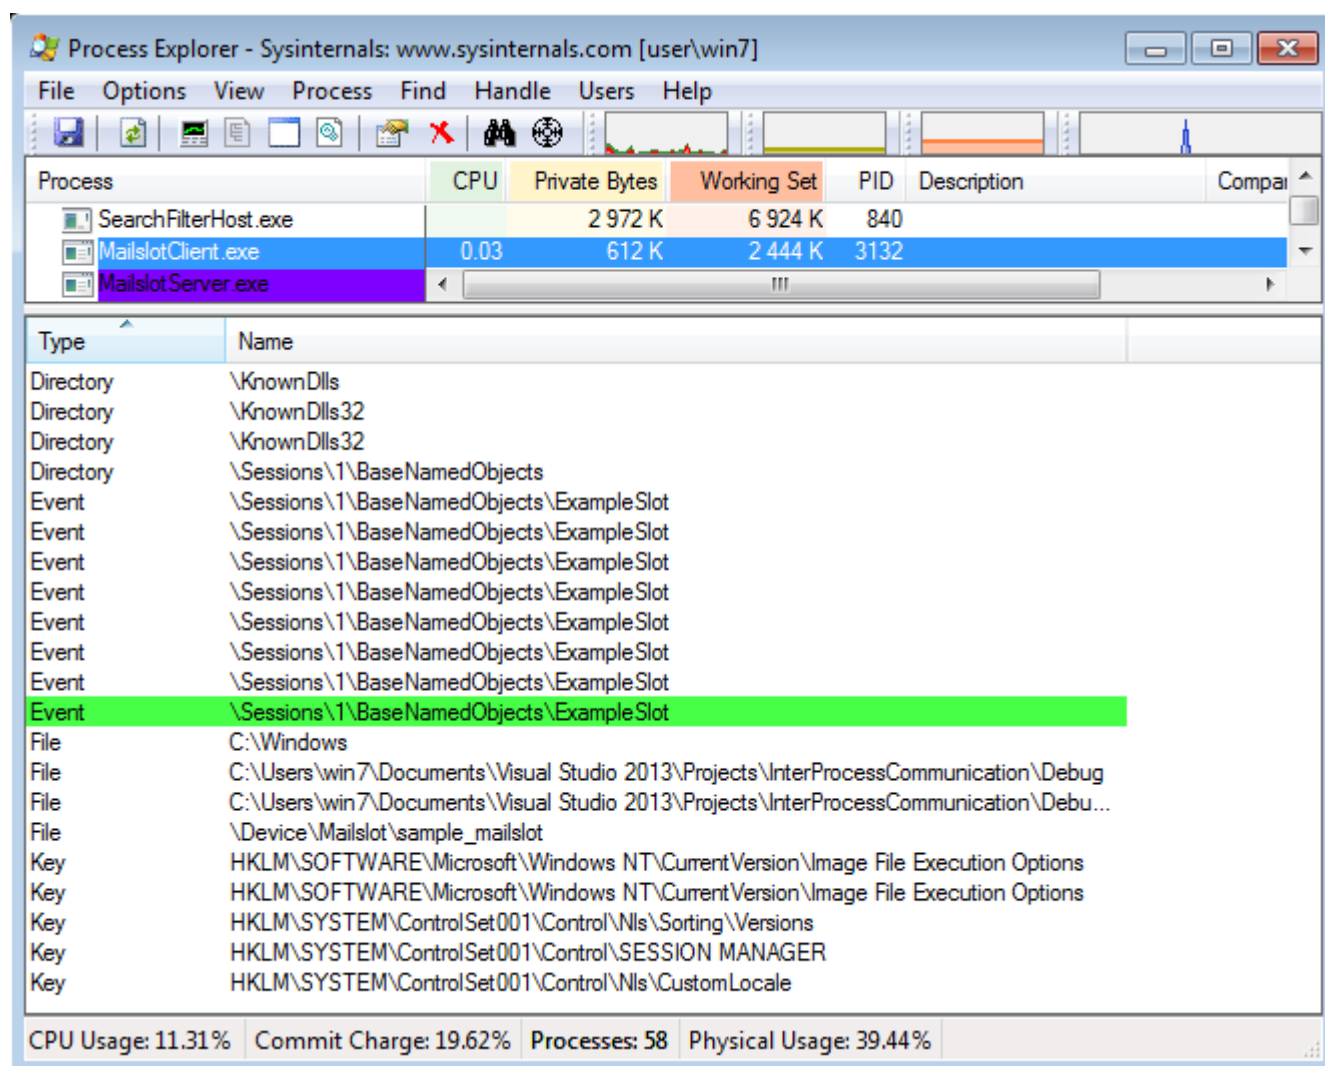 Process Explorer - Sysinternals: www.sysinternals.com [user\win7]
File Options View Process Find Handle Users Help
Process CPU Private Bytes Working Set PID Description Compai
SearchFilterHost.exe 2 972 K 6 924 K 840
MailslotClient.exe 0.03 612 K 2 444 K 3132
MailslotServer.exe
Type Name
Directory \KnownDlls
Directory \KnownDlls32
Directory \KnownDlls32
Directory \Sessions\1\BaseNamedObjects
Event \Sessions\1\BaseNamedObjects\ExampleSlot
Event \Sessions\1\BaseNamedObjects\ExampleSlot
Event \Sessions\1\BaseNamedObjects\ExampleSlot
Event \Sessions\1\BaseNamedObjects\ExampleSlot
Event \Sessions\1\BaseNamedObjects\ExampleSlot
Event \Sessions\1\BaseNamedObjects\ExampleSlot
Event \Sessions\1\BaseNamedObjects\ExampleSlot
Event \Sessions\1\BaseNamedObjects\ExampleSlot
File C:\Windows
File C:\Users\win7\Documents\Visual Studio 2013\Projects\InterProcessCommunication\Debug
File C:\Users\win7\Documents\Visual Studio 2013\Projects\InterProcessCommunication\Debu...
File \Device\Mailslot\sample_mailslot
Key HKLM\SOFTWARE\Microsoft\Windows NT\CurrentVersion\Image File Execution Options
Key HKLM\SOFTWARE\Microsoft\Windows NT\CurrentVersion\Image File Execution Options
Key HKLM\SYSTEM\ControlSet001\Control\Nls\Sorting\Versions
Key HKLM\SYSTEM\ControlSet001\Control\SESSION MANAGER
Key HKLM\SYSTEM\ControlSet001\Control\Nls\CustomLocale
CPU Usage: 11.31% Commit Charge: 19.62% Processes: 58 Physical Usage: 39.44%